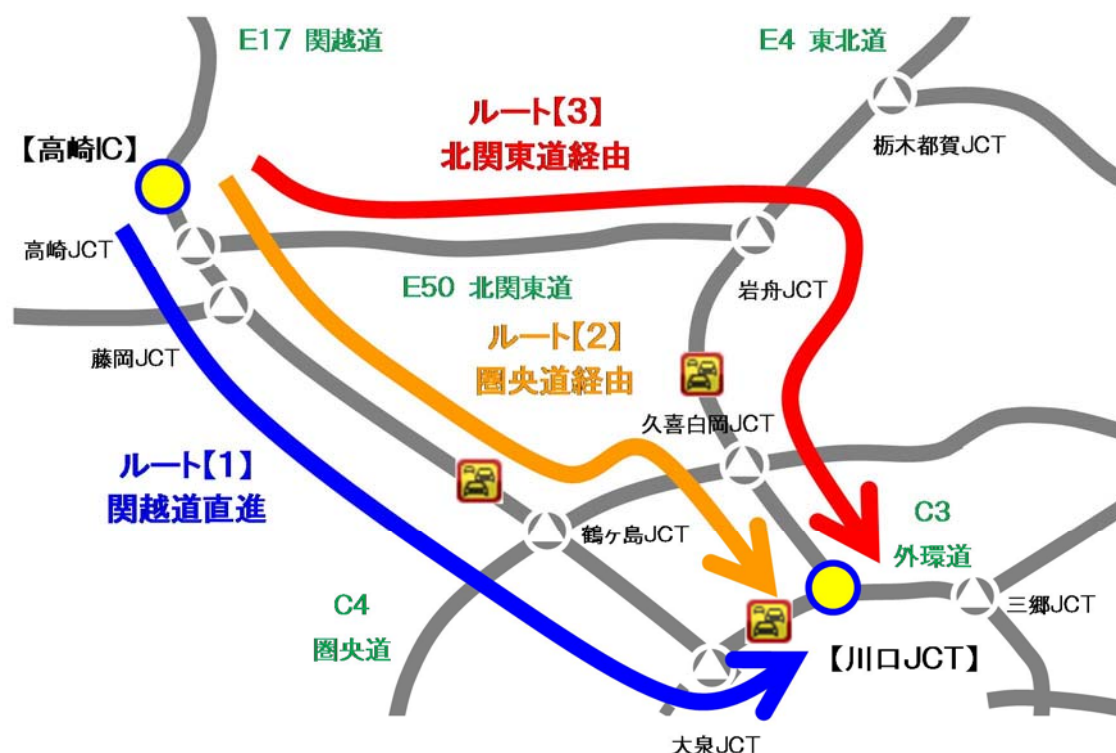 E17 関越道
E4 東北道
ルート【3】
北関東道経由
【高崎IC】
栃木都賀JCT
高崎JCT
E50 北関東道
岩舟JCT
ルート【2】
圏央道経由
藤岡JCT
久喜白岡JCT
ルート【1】
関越道直進
鶴ヶ島JCT
C3
外環道
C4
圏央道
三郷JCT
【川口JCT】
大泉JCT